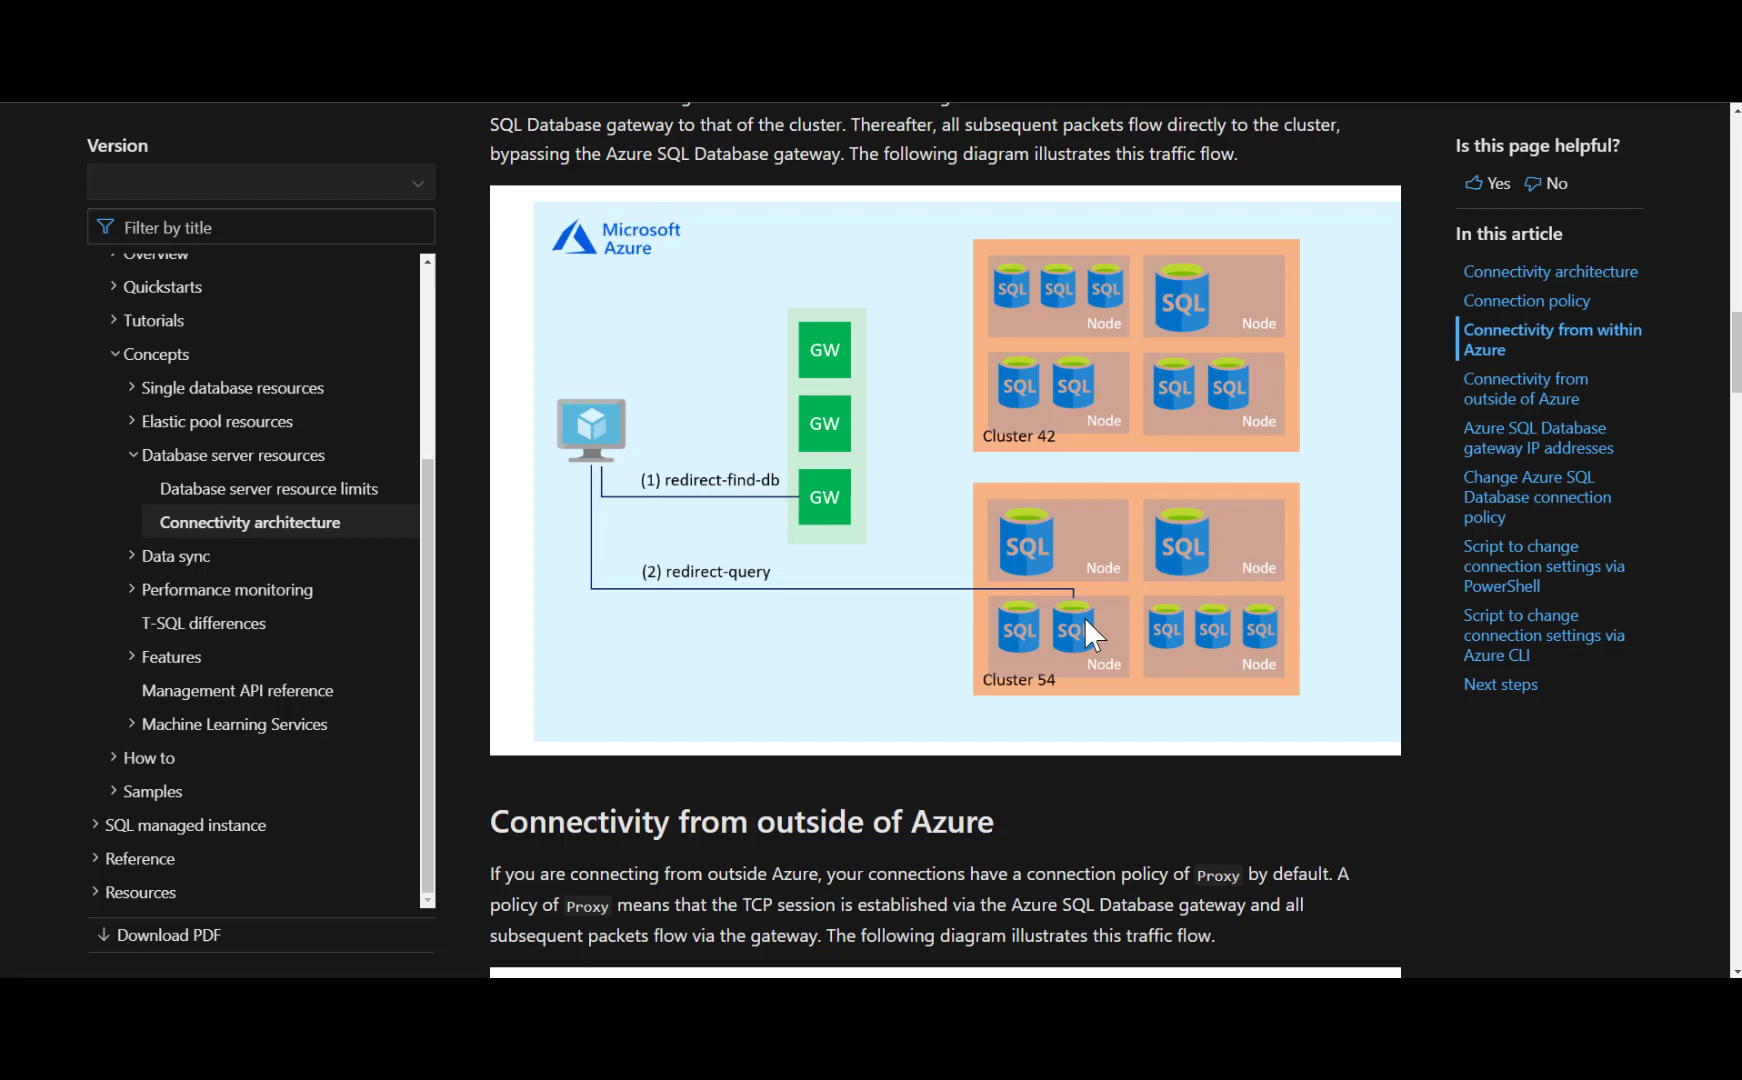 Version
Filter by title
Overview
Quickstarts
Tutorials
Concepts
Single database resources
Elastic pool resources
Database server resources
Database server resource limits
Connectivity architecture
Data sync
Performance monitoring
T-SQL differences
Features
Management API reference
Machine Learning Services
How to
Samples
SQL managed instance
Reference
Resources
Download PDF
SQL Database gateway to that of the cluster. Thereafter, all subsequent packets flow directly to the cluster,
bypassing the Azure SQL Database gateway. The following diagram illustrates this traffic flow.
Microsoft
Azure
GW
GW
(1) redirect-find-db
GW
(2) redirect-query
SQL SQL SQL
Node
SQL
Node
SQL SQL
Node
SQL SQL
Node
Cluster 42
SQL
Node
SQL
Node
SQL SQL
Node
SQL SQL SQL
Node
Cluster 54
Connectivity from outside of Azure
If you are connecting from outside Azure, your connections have a connection policy of Proxy by default. A
policy of Proxy means that the TCP session is established via the Azure SQL Database gateway and all
subsequent packets flow via the gateway. The following diagram illustrates this traffic flow.
Is this page helpful?
Yes No
In this article
Connectivity architecture
Connection policy
Connectivity from within
Azure
Connectivity from
outside of Azure
Azure SQL Database
gateway IP addresses
Change Azure SQL
Database connection
policy
Script to change
connection settings via
PowerShell
Script to change
connection settings via
Azure CLI
Next steps